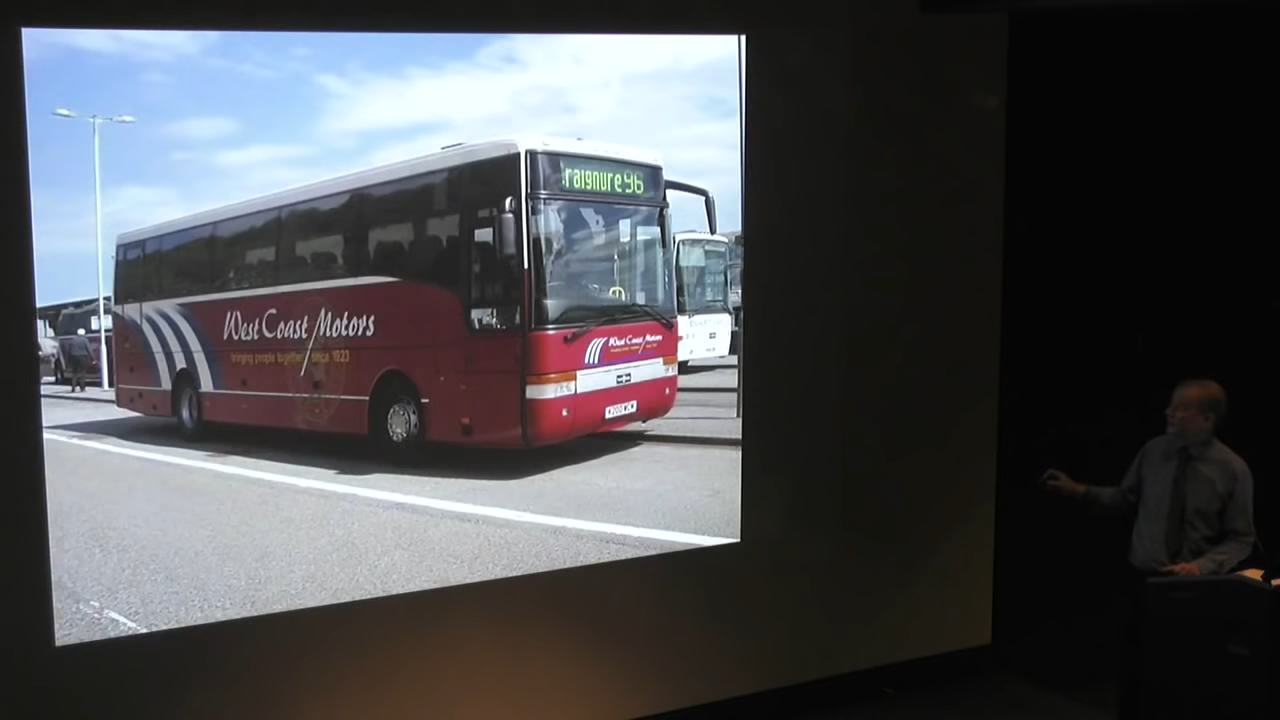 raignure 96
West Coast Motors
bringing people together since 1923
West Coast Motors